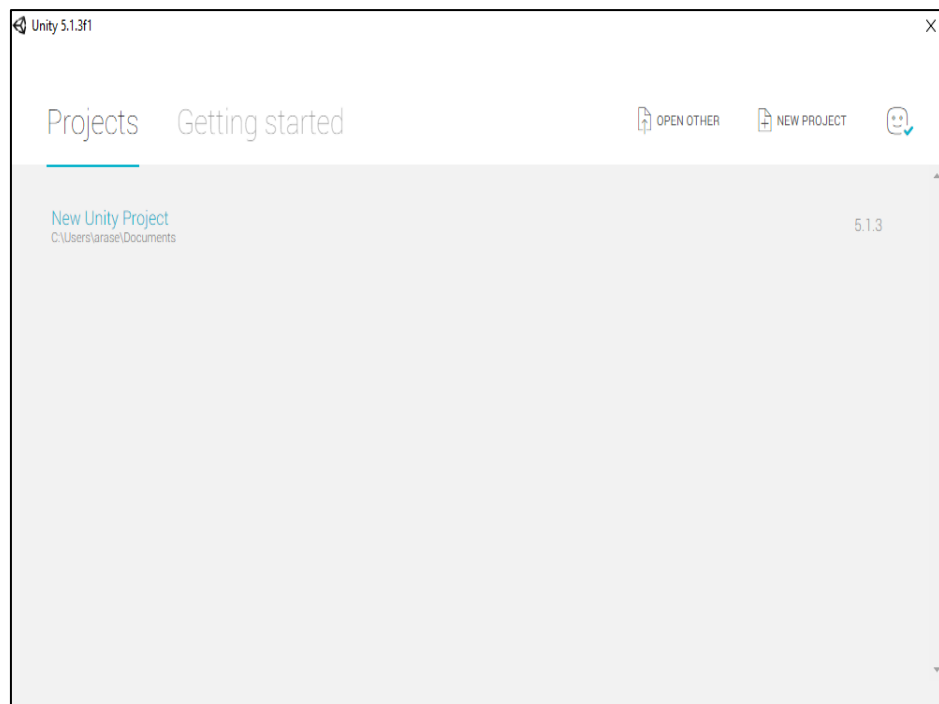 Unity 5.1.3f1 X
Projects Getting started OPEN OTHER NEW PROJECT
New Unity Project
C:\Users\arase\Documents
5.1.3